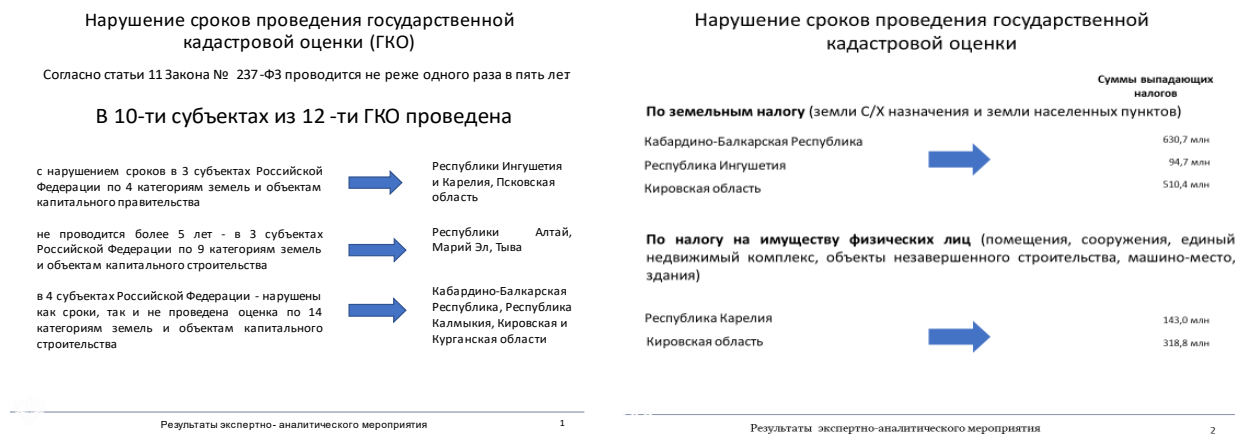 Нарушение сроков проведения государственной
кадастровой оценки (ГКО)
Согласно статьи 11 Закона № 237-ФЗ проводится не реже одного раза в пять лет
В 10-ти субъектах из 12 -ти ГКО проведена
с нарушением сроков в 3 субъектах Российской
Федерации по 4 категориям земель и объектам
капитального правительства
Республики Ингушетия
и Карелия, Псковская
область
не проводится более 5 лет - в 3 субъектах
Российской Федерации по 9 категориям земель
и объектам капитального строительства
Республики Алтай,
Марий Эл, Тыва
в 4 субъектах Российской Федерации - нарушены
как сроки, так и не проведена оценка по 14
категориям земель и объектам капитального
строительства
Кабардино-Балкарская
Республика, Республика
Калмыкия, Кировская и
Курганская области
Результаты экспертно- аналитического мероприятия
1
Нарушение сроков проведения государственной
кадастровой оценки
Суммы выпадающих
налогов
По земельным налогу (земли С/Х назначения и земли населенных пунктов)
Кабардино-Балкарская Республика 630,7 млн
Республика Ингушетия 94,7 млн
Кировская область 510,4 млн
По налогу на имуществу физических лиц (помещения, сооружения, единый
недвижимый комплекс, объекты незавершенного строительства, машино-место,
здания)
Республика Карелия 143,0 млн
Кировская область 318,8 млн
Результаты экспертно-аналитического мероприятия
2